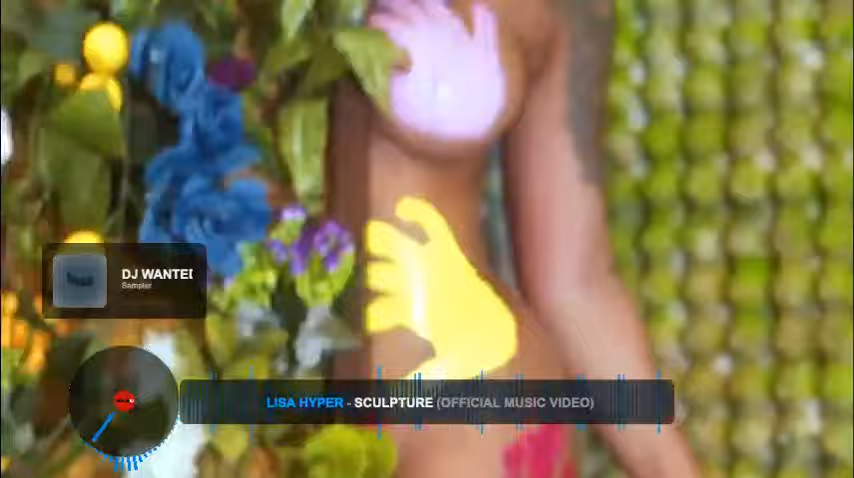 DJ WANTE
Sampler
LISA HYPER - SCULPTURE (OFFICIAL MUSIC VIDEO)